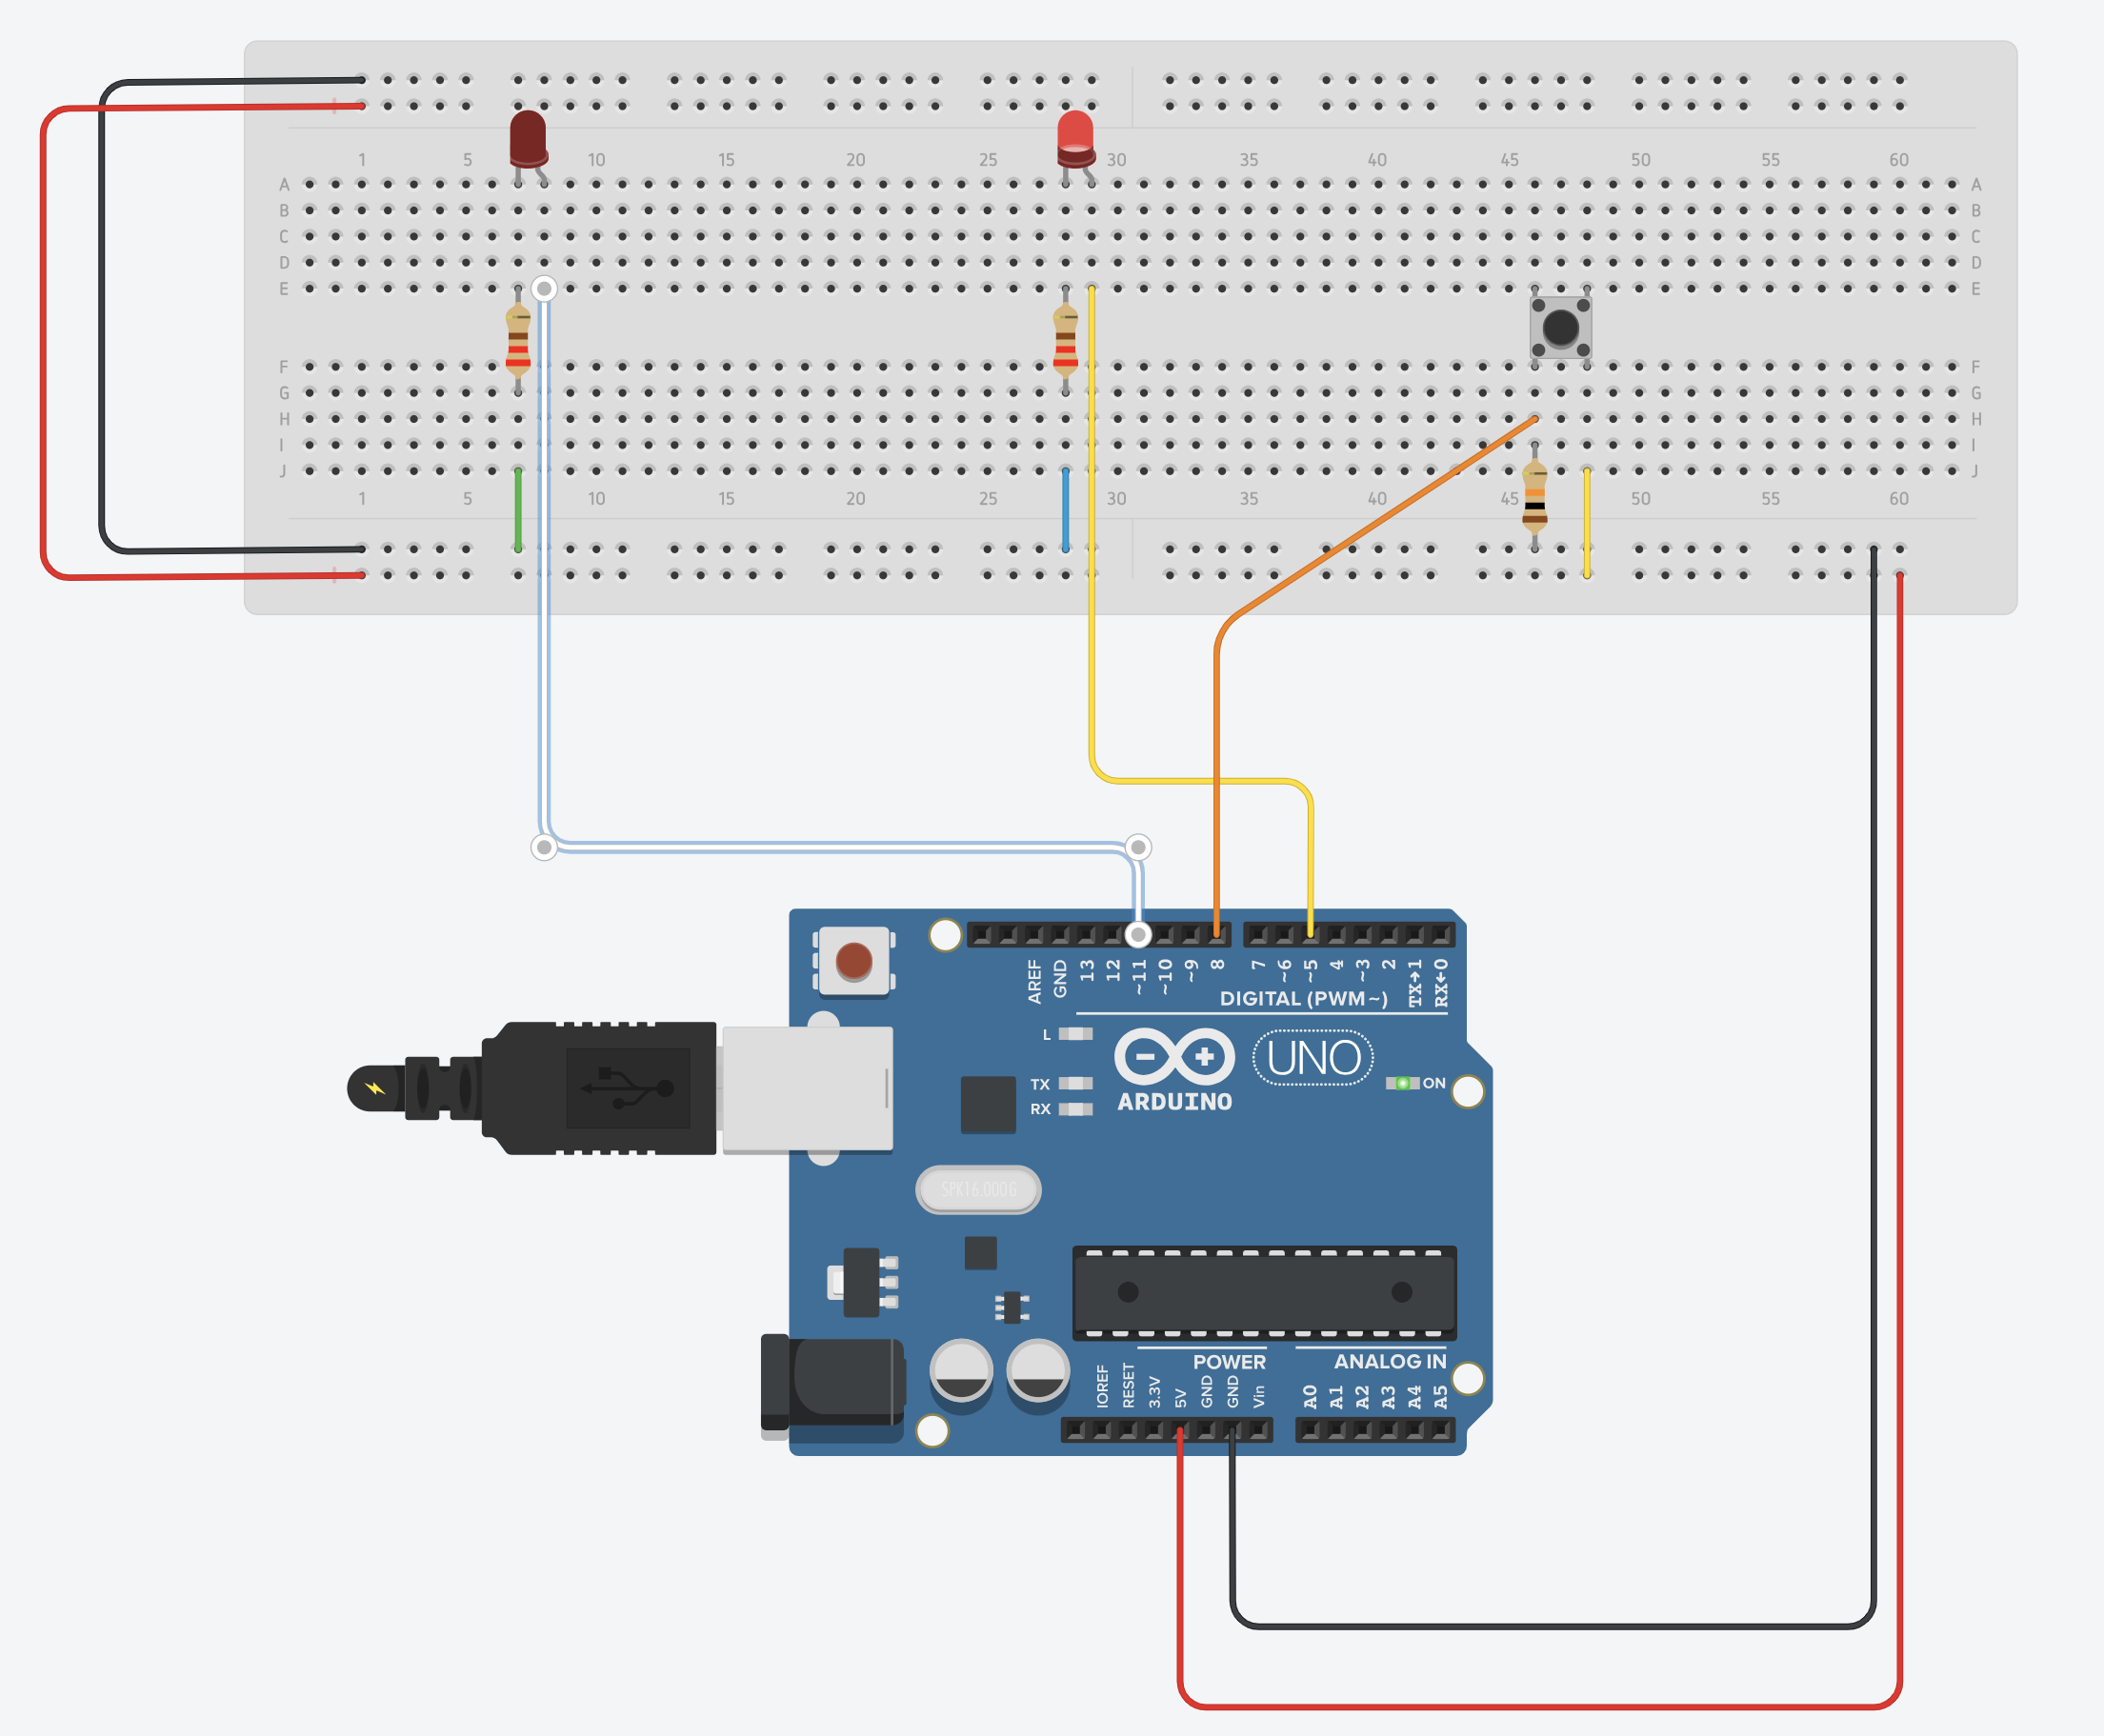 1 5 10 15 20 25 30 35 40 45 50 55 60
A A
B B
C C
D D
E E
F F
G G
H H
I I
J J
1 5 10 15 20 25 30 35 40 45 50 55 60
AREF GND 13 12 ~11 ~10 ~9 8 7 ~6 ~5 4 ~3 2 TX→1 RX←0
DIGITAL (PWM~)
L
UNO
TX ON
RX ARDUINO
SPK16.000G
POWER ANALOG IN
IOREF RESET 3.3V 5V GND GND Vin A0 A1 A2 A3 A4 A5